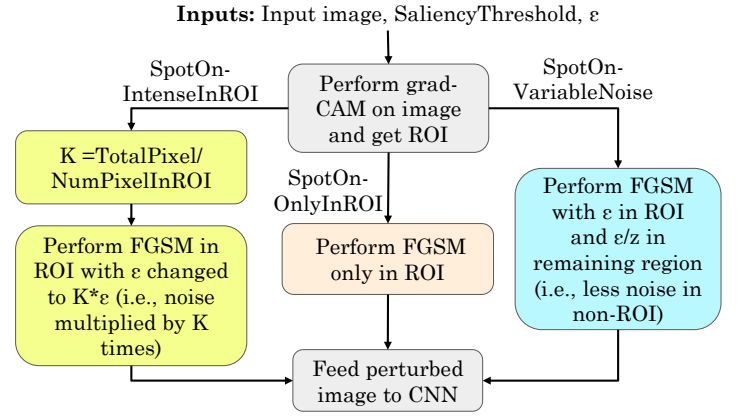 Inputs: Input image, SaliencyThreshold, ε
SpotOn-
IntenseInROI
Perform grad-
CAM on image
and get ROI
SpotOn-
VariableNoise
K =TotalPixel/
NumPixelInROI
SpotOn-
OnlyInROI
Perform FGSM
with ε in ROI
and ε/z in
remaining region
(i.e., less noise in
non-ROI)
Perform FGSM in
ROI with ε changed
to K*ε (i.e., noise
multiplied by K
times)
Perform FGSM
only in ROI
Feed perturbed
image to CNN